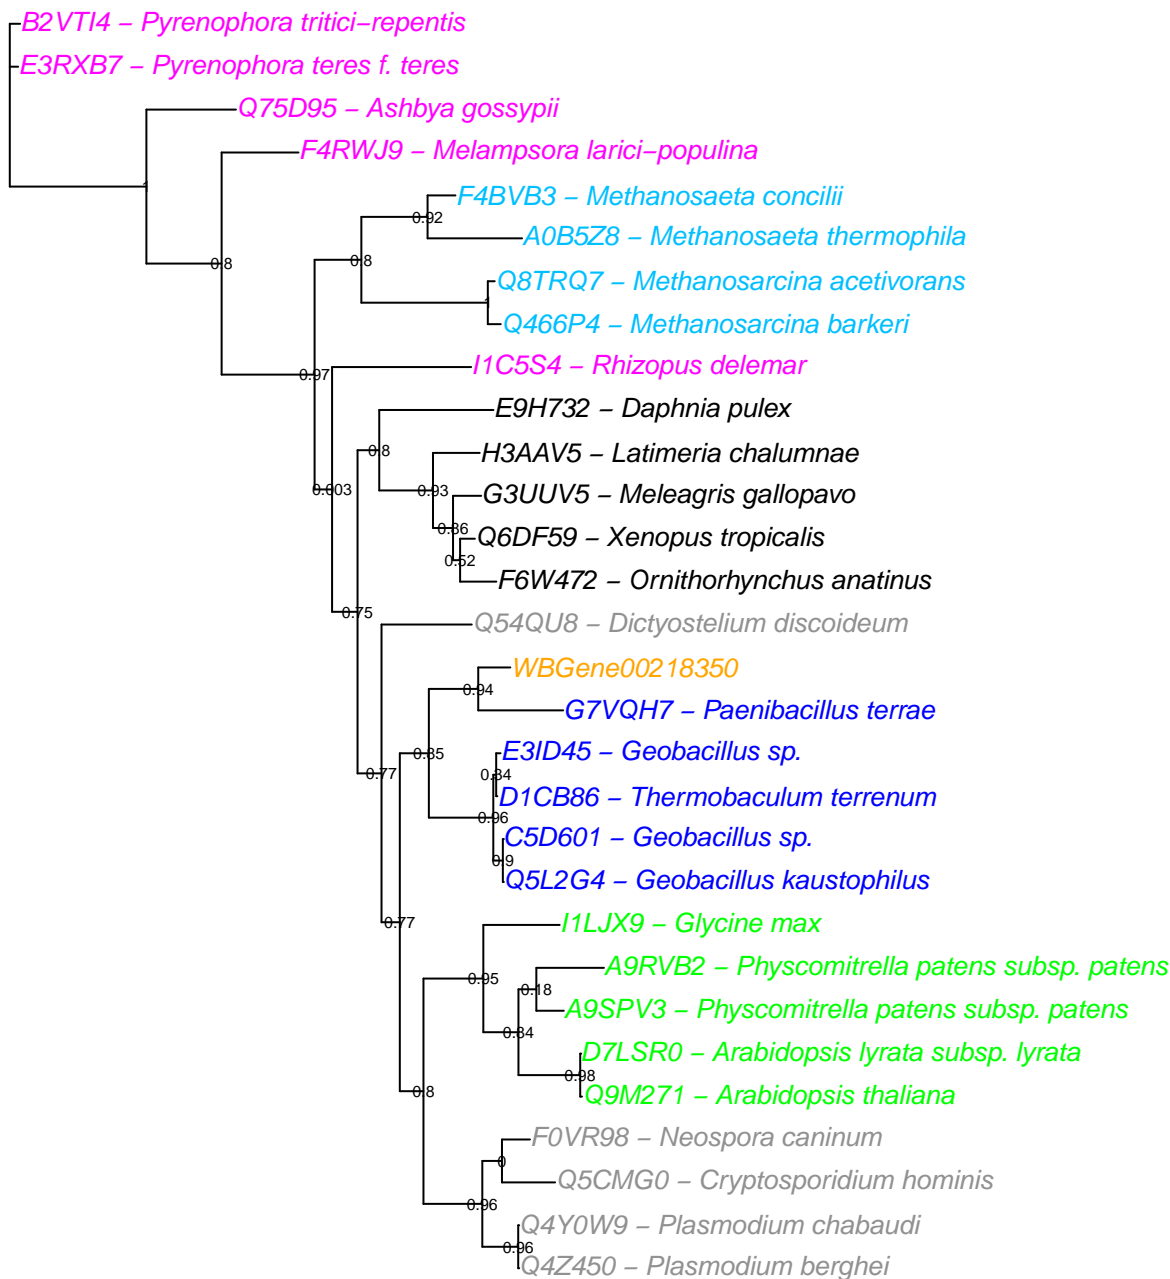 B2VTI4 – Pyrenophora tritici–repentis
E3RXB7 – Pyrenophora teres f. teres
Q75D95 – Ashbya gossypii
F4RWJ9 – Melampsora larici–populina
1
F4BVB3 – Methanosaeta concilii
0.92
A0B5Z8 – Methanosaeta thermophila
0.8
0.8
Q8TRQ7 – Methanosarcina acetivorans
1
Q466P4 – Methanosarcina barkeri
I1C5S4 – Rhizopus delemar
0.97
E9H732 – Daphnia pulex
0.8
H3AAV5 – Latimeria chalumnae
0.003
0.93
G3UUV5 – Meleagris gallopavo
0.86
Q6DF59 – Xenopus tropicalis
0.52
F6W472 – Ornithorhynchus anatinus
0.75
Q54QU8 – Dictyostelium discoideum
WBGene00218350
0.94
G7VQH7 – Paenibacillus terrae
0.85
E3ID45 – Geobacillus sp.
0.77
0.84
D1CB86 – Thermobaculum terrenum
0.96
C5D601 – Geobacillus sp.
0.9
Q5L2G4 – Geobacillus kaustophilus
0.77
I1LJX9 – Glycine max
A9RVB2 – Physcomitrella patens subsp. patens
0.95
0.18
A9SPV3 – Physcomitrella patens subsp. patens
0.84
D7LSR0 – Arabidopsis lyrata subsp. lyrata
0.98
Q9M271 – Arabidopsis thaliana
0.8
F0VR98 – Neospora caninum
0
Q5CMG0 – Cryptosporidium hominis
0.96
Q4Y0W9 – Plasmodium chabaudi
0.96
Q4Z450 – Plasmodium berghei